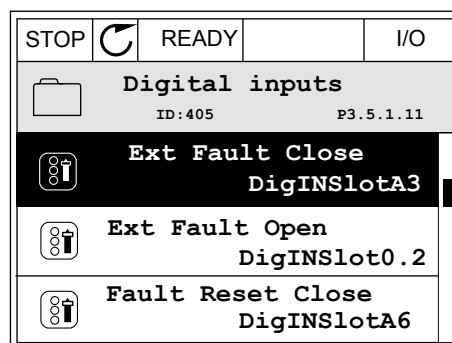 STOP READY I/O
Digital inputs
ID:405 P3.5.1.11
Ext Fault Close
DigINSlotA3
Ext Fault Open
DigINSlot0.2
Fault Reset Close
DigINSlotA6